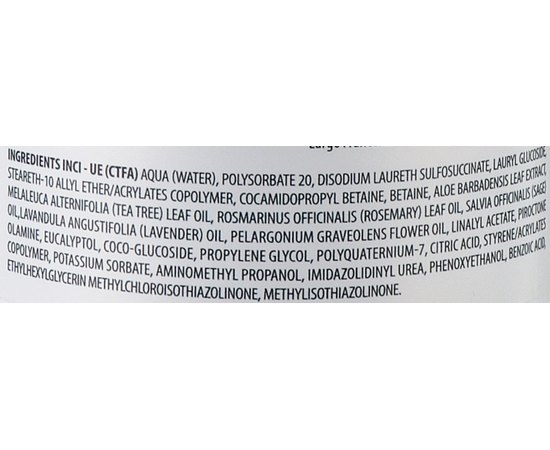 INGREDIENTS INCI - UE (CTFA) AQUA (WATER), POLYSORBATE 20, DISODIUM LAURETH SULFOSUCCINATE, LAURYL GLUCOSIDE,
STEARETH-10 ALLYL ETHER/ACRYLATES COPOLYMER, COCAMIDOPROPYL BETAINE, BETAINE, ALOE BARBADENSIS LEAF EXTRACT,
MELALEUCA ALTERNIFOLIA (TEA TREE) LEAF OIL, ROSMARINUS OFFICINALIS (ROSEMARY) LEAF OIL, SALVIA OFFICINALIS (SAGE)
OIL,LAVANDULA ANGUSTIFOLIA (LAVENDER) OIL, PELARGONIUM GRAVEOLENS FLOWER OIL, LINALYL ACETATE, PIROCTONE
OLAMINE, EUCALYPTOL, COCO-GLUCOSIDE, PROPYLENE GLYCOL, POLYQUATERNIUM-7, CITRIC ACID, STYRENE/ACRYLATES
COPOLYMER, POTASSIUM SORBATE, AMINOMETHYL PROPANOL, IMIDAZOLIDINYL UREA, PHENOXYETHANOL, BENZOIC ACID,
ETHYLHEXYLGLYCERIN METHYLCHLOROISOTHIAZOLINONE, METHYLISOTHIAZOLINONE.